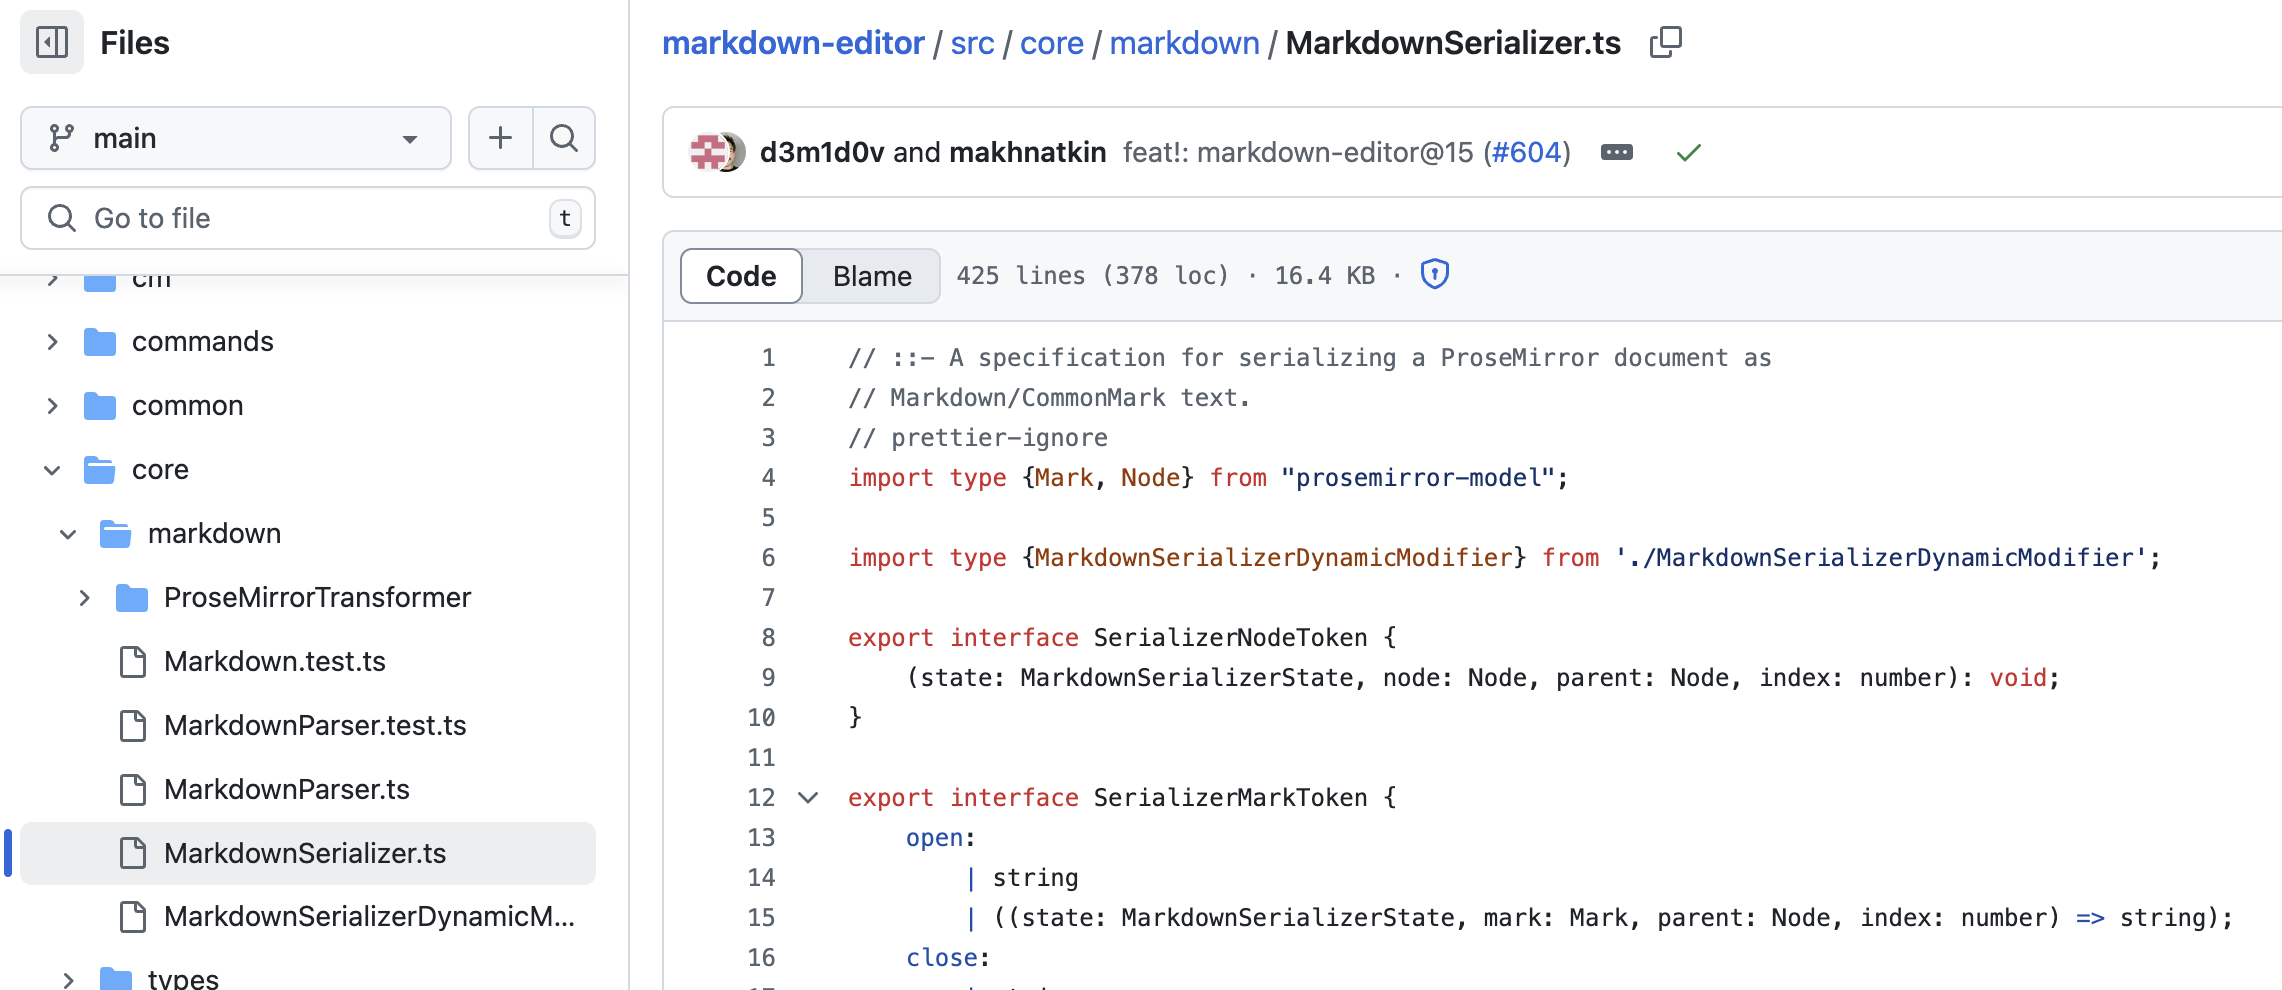 Files
main
Go to file
t
cm
commands
common
core
markdown
ProseMirrorTransformer
Markdown.test.ts
MarkdownParser.test.ts
MarkdownParser.ts
MarkdownSerializer.ts
MarkdownSerializerDynamicM...
types
markdown-editor / src / core / markdown / MarkdownSerializer.ts
d3m1d0v and makhnatkin feat!: markdown-editor@15 (#604)
Code Blame 425 lines (378 loc) · 16.4 KB ·
1 // ::- A specification for serializing a ProseMirror document as
2 // Markdown/CommonMark text.
3 // prettier-ignore
4 import type {Mark, Node} from "prosemirror-model";
5
6 import type {MarkdownSerializerDynamicModifier} from './MarkdownSerializerDynamicModifier';
7
8 export interface SerializerNodeToken {
9     (state: MarkdownSerializerState, node: Node, parent: Node, index: number): void;
10 }
11
12 export interface SerializerMarkToken {
13     open:
14         | string
15         | ((state: MarkdownSerializerState, mark: Mark, parent: Node, index: number) => string);
16     close: